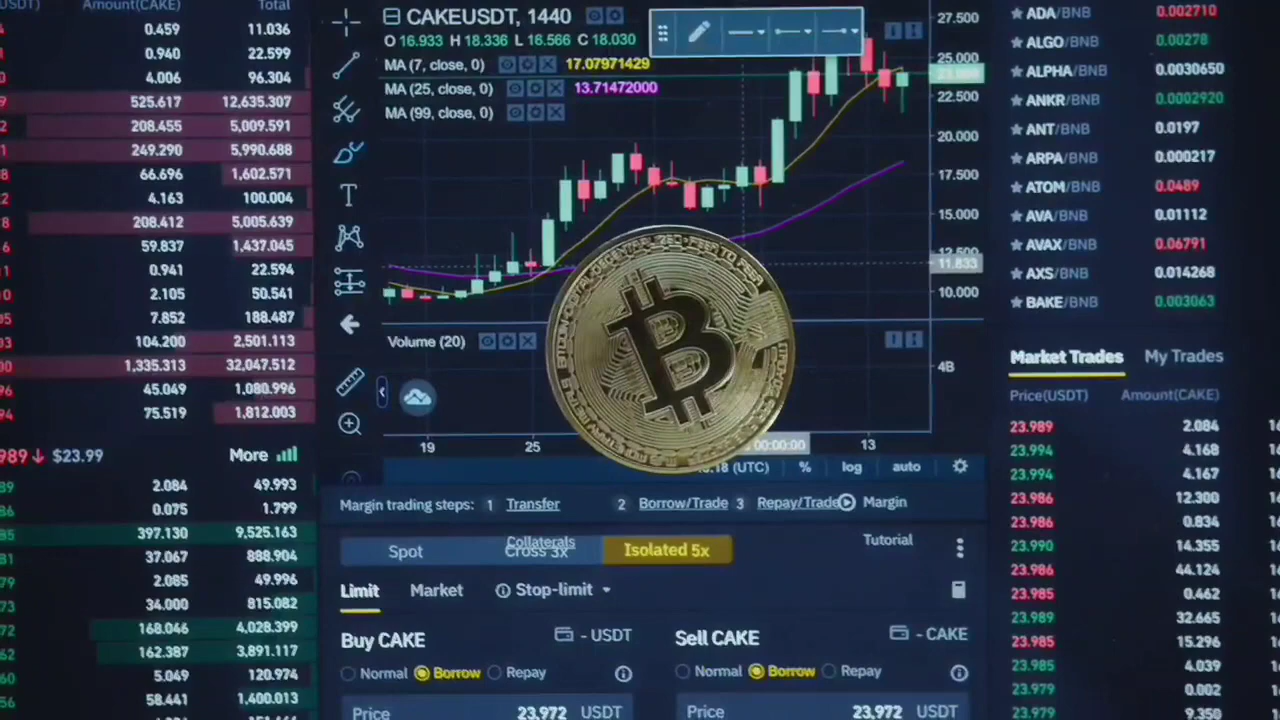 USDT) Amount(CAKE) Total
0.459 11.036
0.940 22.599
4.006 96.304
525.617 12,635.307
208.455 5,009.591
249.290 5,990.688
66.696 1,602.571
4.163 100.004
208.412 5,005.639
59.837 1,437.045
0.941 22.594
2.105 50.541
7.852 188.487
104.200 2,501.113
1,335.313 32,047.512
45.049 1,080.996
75.519 1,812.003
989↓ $23.99 More
2.084 49.993
0.075 1.799
397.130 9,525.163
37.067 888.904
2.085 49.996
34.000 815.082
168.046 4,028.399
162.387 3,891.117
5.049 120.974
58.441 1,400.013
CAKEUSDT, 1440
O 16.933 H 18.336 L 16.566 C 18.030
MA (7, close, 0) 17.07971429
MA (25, close, 0) 13.71472000
MA (99, close, 0)
27.500
25.000
22.500
20.000
17.500
15.000
12.500
11.833
10.000
Volume (20)
4B
19 25 00:00:00 13
(UTC) % log auto
Margin trading steps: 1 Transfer 2 Borrow/Trade 3 Repay/Trade Margin
Collaterals Tutorial
Spot Cross 3x Isolated 5x
Limit Market Stop-limit
Buy CAKE - USDT Sell CAKE - CAKE
Normal Borrow Repay Normal Borrow Repay
Price 23.972 USDT Price 23.972 USDT
ADA/BNB 0.002710
ALGO/BNB 0.00278
ALPHA/BNB 0.0030650
ANKR/BNB 0.0002920
ANT/BNB 0.0197
ARPA/BNB 0.000217
ATOM/BNB 0.0489
AVA/BNB 0.01112
AVAX/BNB 0.06791
AXS/BNB 0.014268
BAKE/BNB 0.003063
Market Trades My Trades
Price(USDT) Amount(CAKE)
23.989 2.084
23.994 4.168
23.994 4.167
23.986 12.300
23.986 0.834
23.990 14.355
23.986 44.124
23.985 0.462
23.989 32.665
23.985 15.296
23.985 4.039
23.979 0.002
23.979 9.350